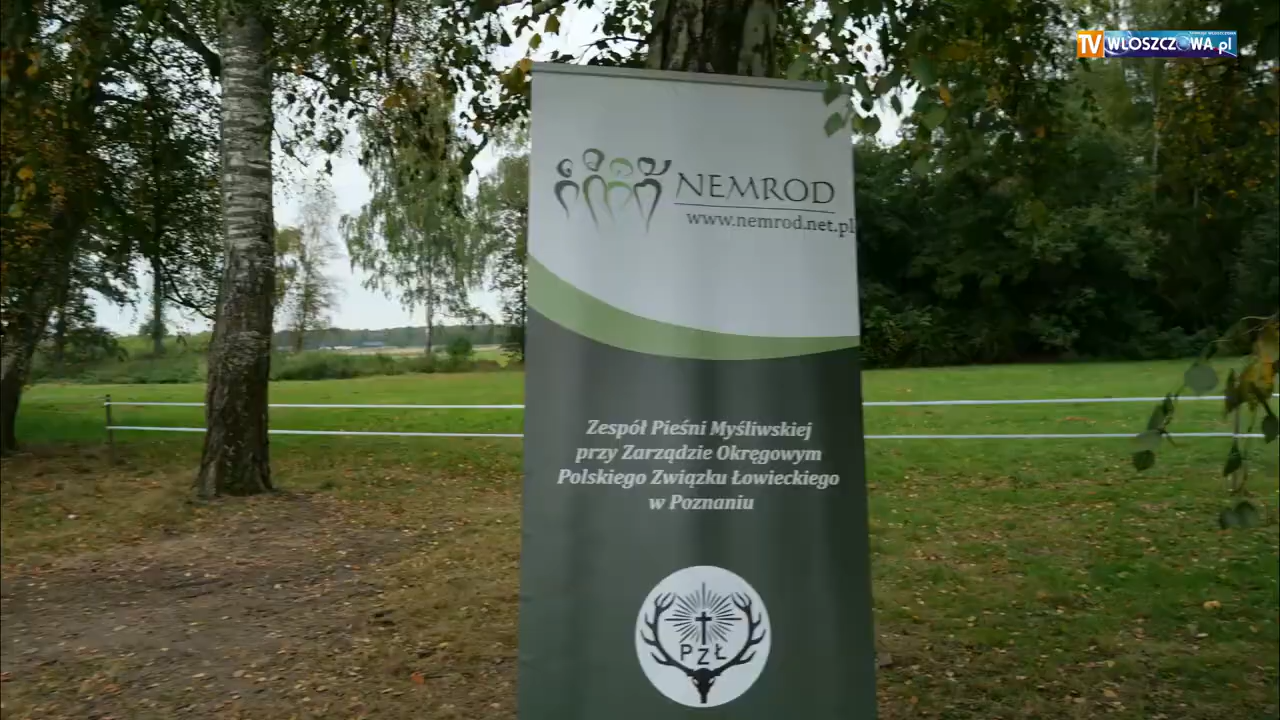 TV WLOSZCZOWA.pl
NEMROD
www.nemrod.net.pl
Zespół Pieśni Myśliwskiej
przy Zarządzie Okręgowym
Polskiego Związku Łowieckiego
w Poznaniu
PZŁ